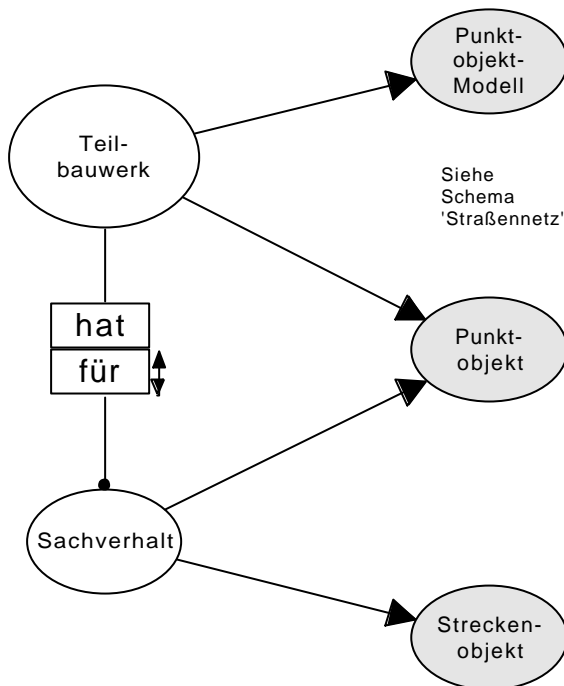 Punkt-
objekt-
Modell
Teil-
bauwerk
Siehe
Schema
'Straßennetz'
hat
für
Punkt-
objekt
Sachverhalt
Strecken-
objekt